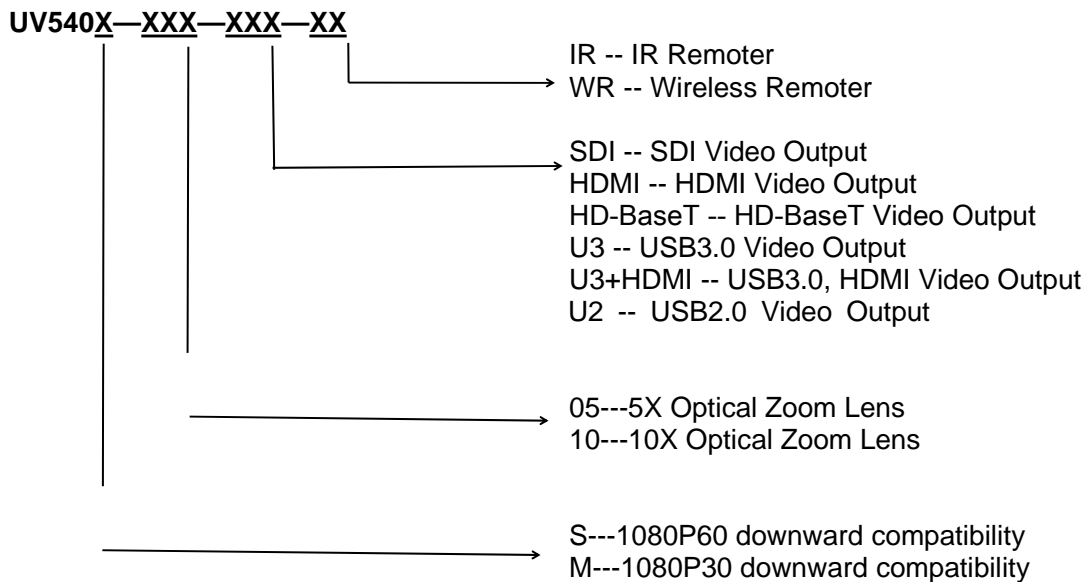 UV540X—XXX—XXX—XX
IR -- IR Remoter
WR -- Wireless Remoter
SDI -- SDI Video Output
HDMI -- HDMI Video Output
HD-BaseT -- HD-BaseT Video Output
U3 -- USB3.0 Video Output
U3+HDMI -- USB3.0, HDMI Video Output
U2 -- USB2.0 Video Output
05---5X Optical Zoom Lens
10---10X Optical Zoom Lens
S---1080P60 downward compatibility
M---1080P30 downward compatibility